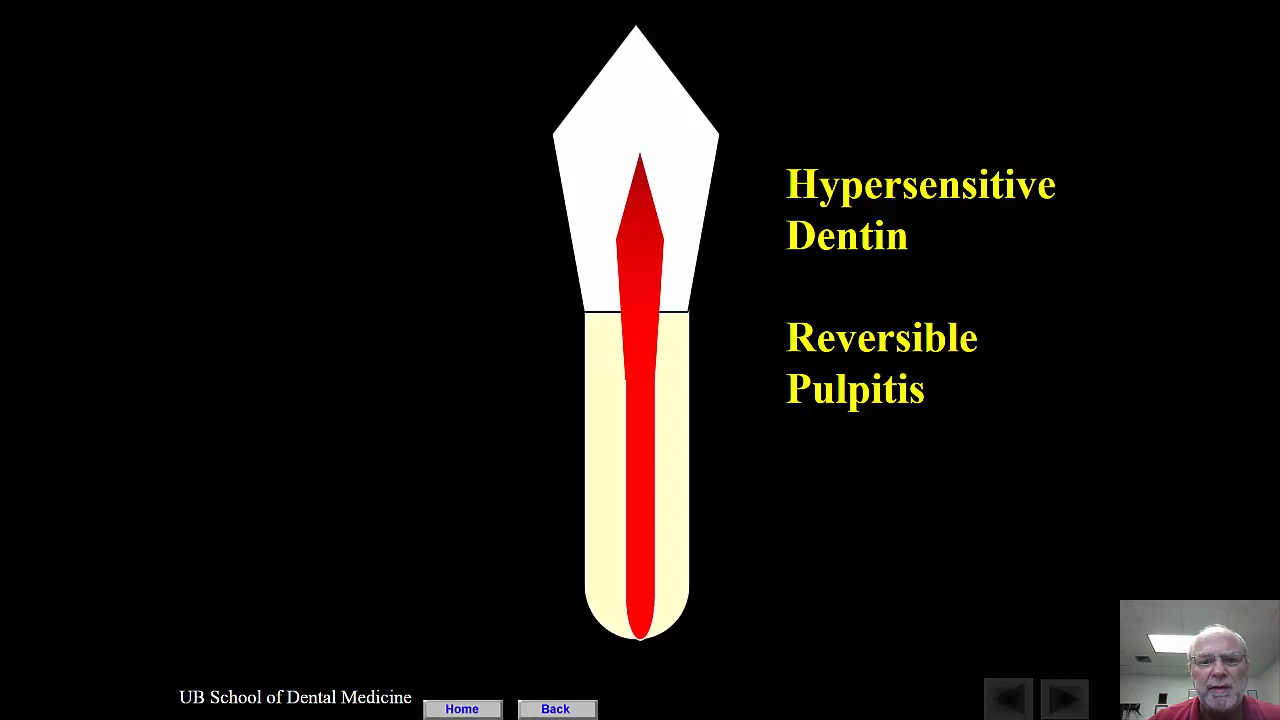 Hypersensitive
Dentin
Reversible
Pulpitis
UB School of Dental Medicine
Home
Back